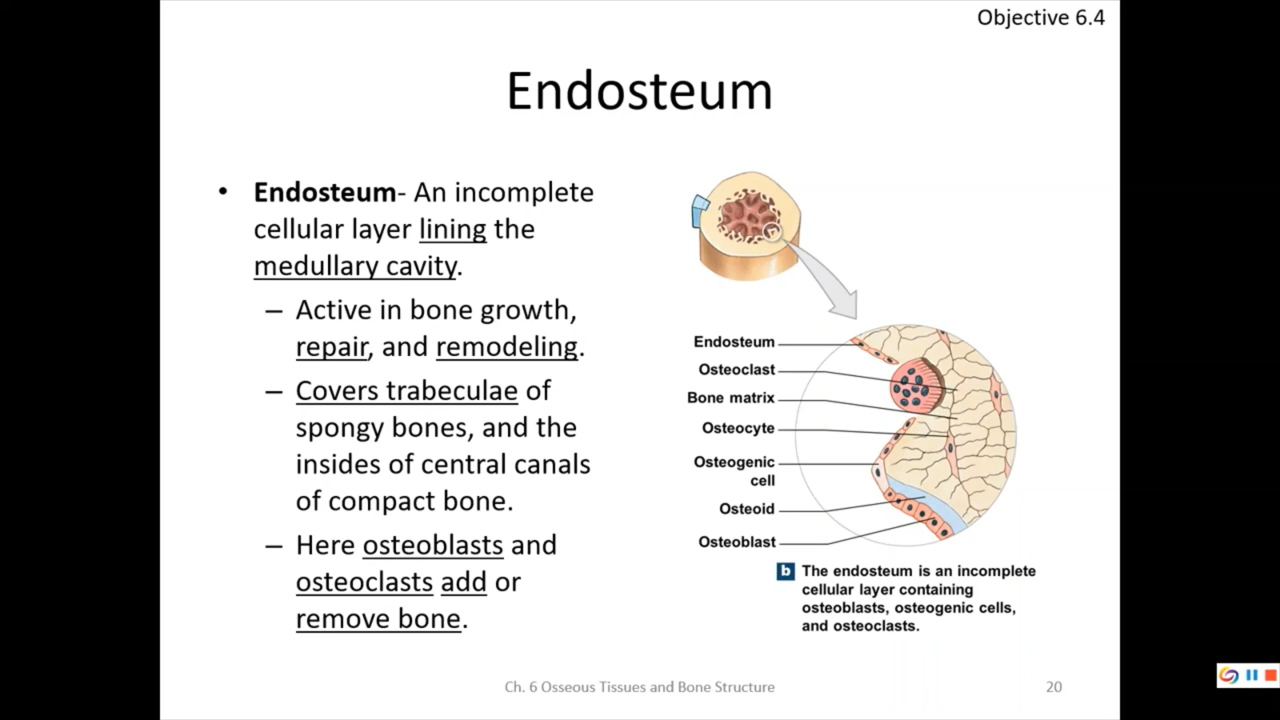 Objective 6.4
Endosteum
• Endosteum- An incomplete
cellular layer lining the
medullary cavity.
– Active in bone growth,
repair, and remodeling.
– Covers trabeculae of
spongy bones, and the
insides of central canals
of compact bone.
– Here osteoblasts and
osteoclasts add or
remove bone.
Endosteum
Osteoclast
Bone matrix
Osteocyte
Osteogenic
cell
Osteoid
Osteoblast
b The endosteum is an incomplete
cellular layer containing
osteoblasts, osteogenic cells,
and osteoclasts.
Ch. 6 Osseous Tissues and Bone Structure
20